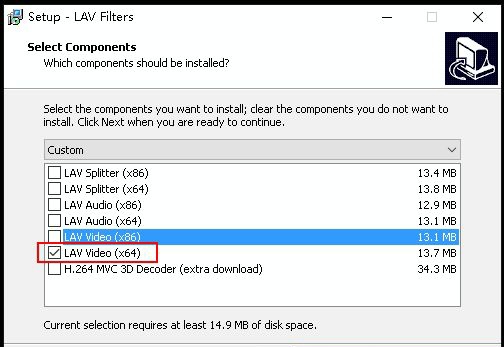 Setup - LAV Filters
Select Components
Which components should be installed?
Select the components you want to install; clear the components you do not want to
install. Click Next when you are ready to continue.
Custom
LAV Splitter (x86) 13.4 MB
LAV Splitter (x64) 13.8 MB
LAV Audio (x86) 12.9 MB
LAV Audio (x64) 13.1 MB
LAV Video (x86) 13.1 MB
LAV Video (x64) 13.7 MB
H.264 MVC 3D Decoder (extra download) 34.3 MB
Current selection requires at least 14.9 MB of disk space.